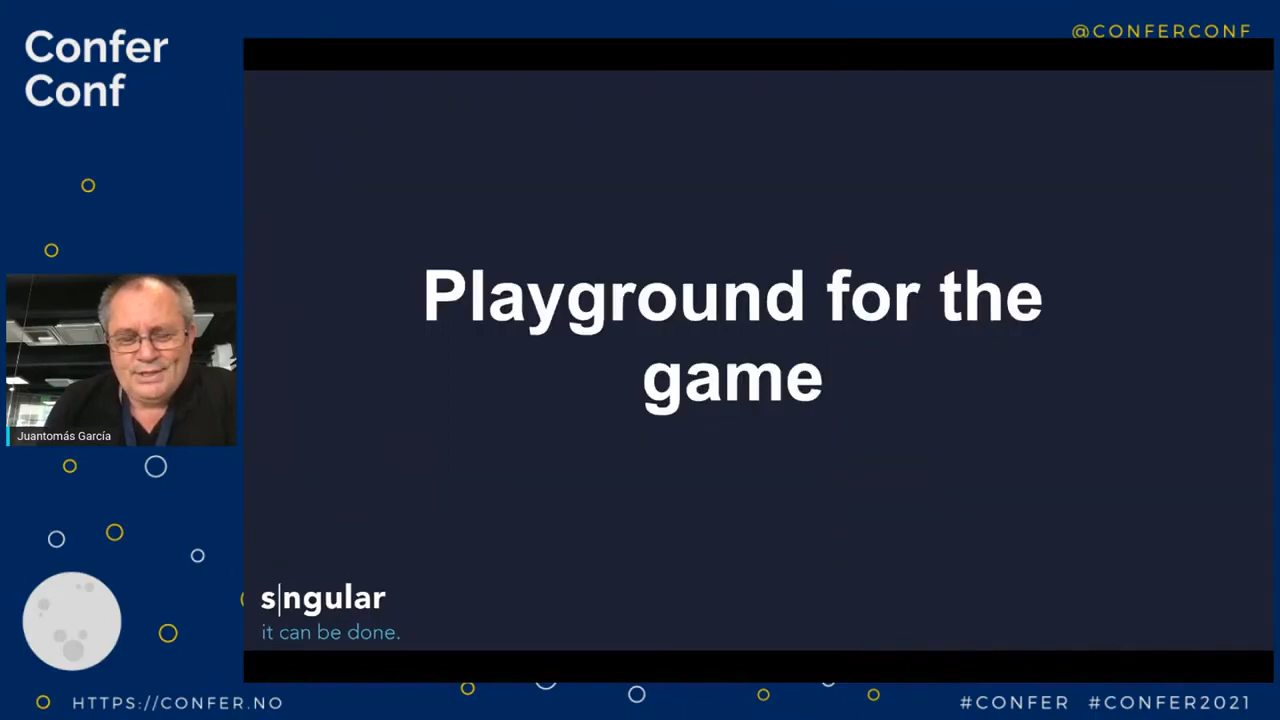 Confer
Conf
@CONFERCONF
Playground for the
game
Juantomás García
s|ngular
it can be done.
HTTPS://CONFER.NO
#CONFER #CONFER2021